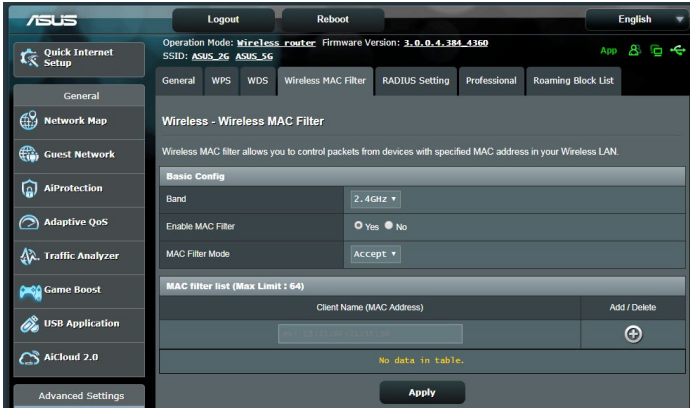 ASUS
Logout
Reboot
English
Operation Mode: Wireless router Firmware Version: 3.0.0.4.384_4360
SSID: ASUS_2G ASUS_5G
App
Quick Internet
Setup
General
Network Map
Guest Network
AiProtection
Adaptive QoS
Traffic Analyzer
Game Boost
USB Application
AiCloud 2.0
Advanced Settings
General WPS WDS Wireless MAC Filter RADIUS Setting Professional Roaming Block List
Wireless - Wireless MAC Filter
Wireless MAC filter allows you to control packets from devices with specified MAC address in your Wireless LAN.
Basic Config
Band 2.4GHz
Enable MAC Filter Yes No
MAC Filter Mode Accept
MAC filter list (Max Limit : 64)
Client Name (MAC Address) Add / Delete
No data in table.
Apply